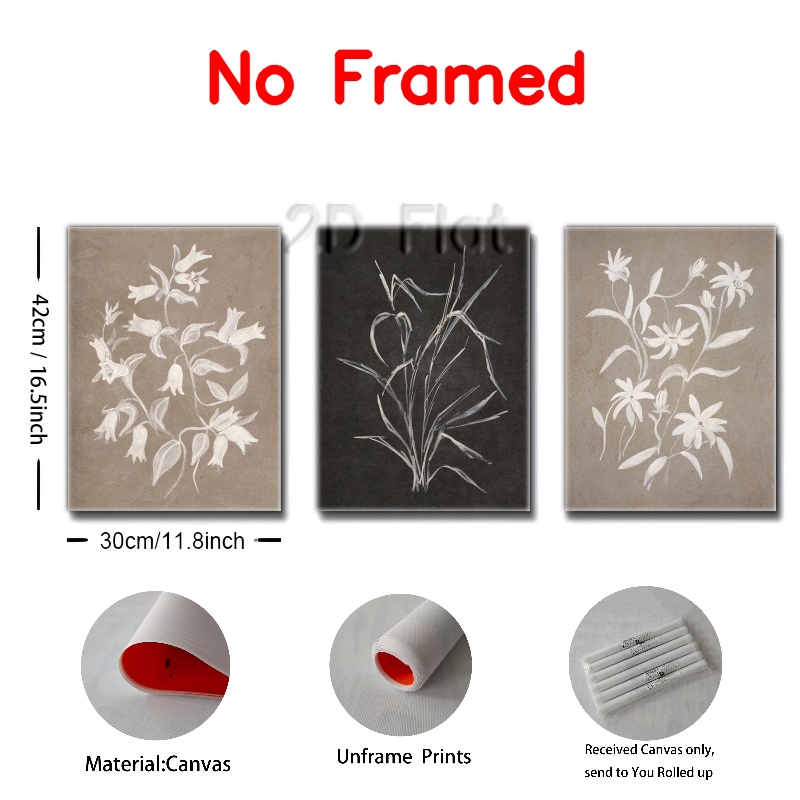 No Framed
2D Flat
42cm / 16.5inch
30cm/11.8inch
Material:Canvas
Unframe Prints
Received Canvas only,
send to You Rolled up